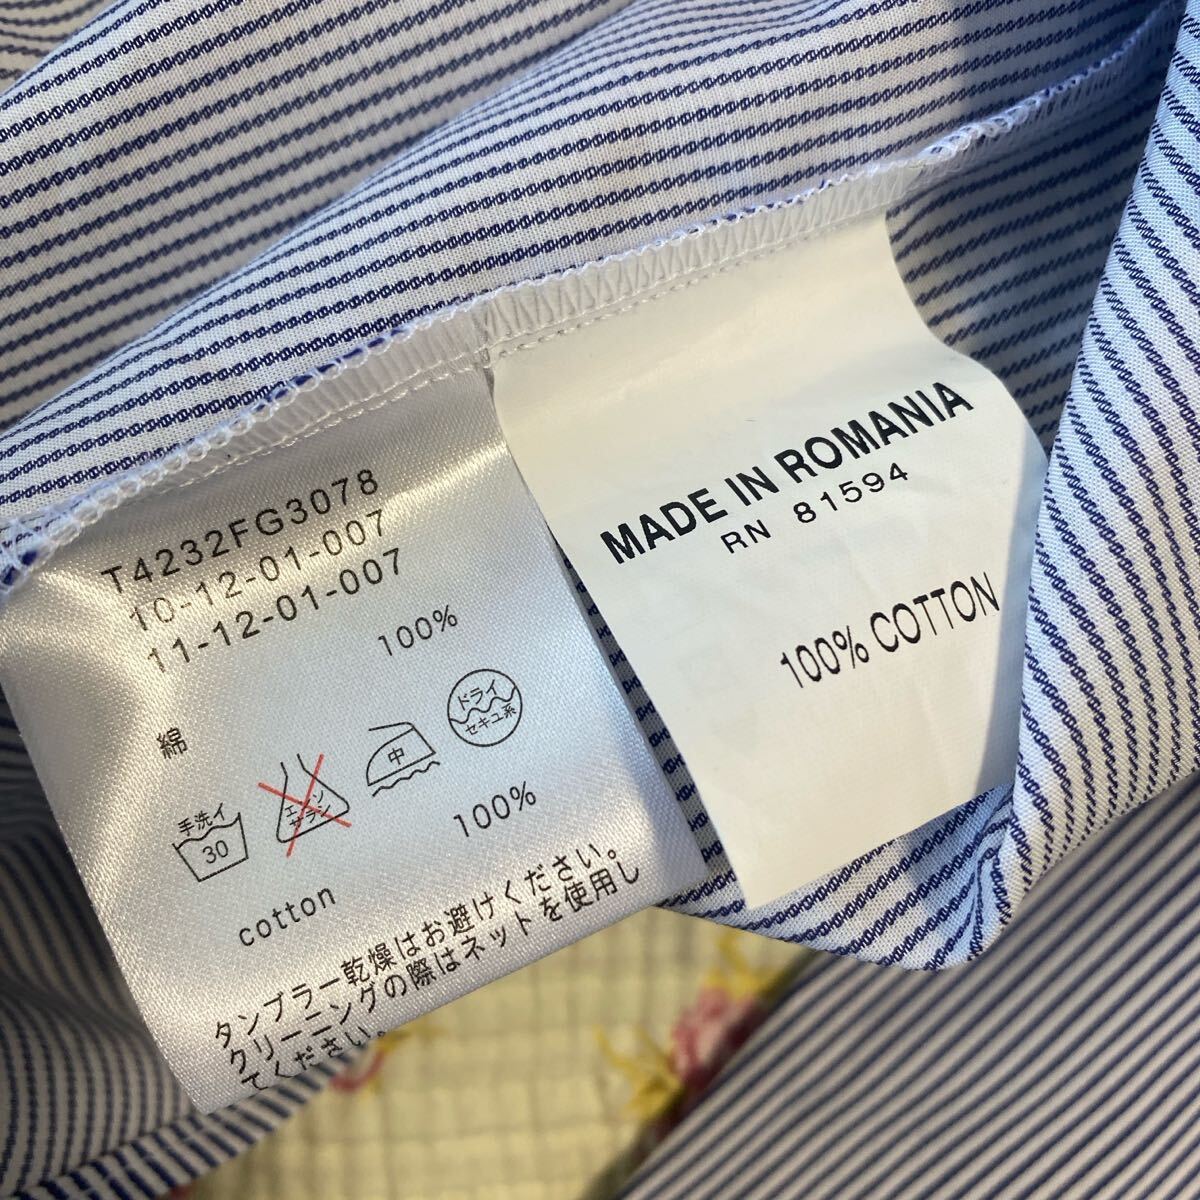 T4232FG3078
10-12-01-007
11-12-01-007
綿 100%
手洗イ
30
エンソ
サラシ
中
ドライ
セキユ系
cotton 100%
タンブラー乾燥はお避けください。
クリーニングの際はネットを使用し
てください。
MADE IN ROMANIA
RN 81594
100% COTTON